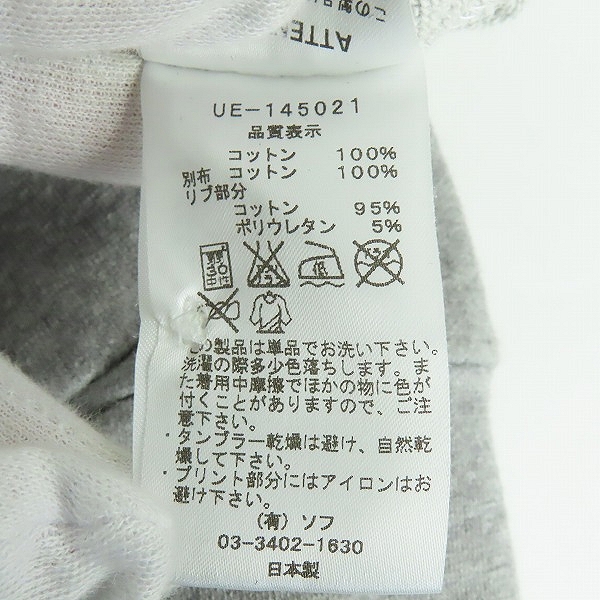 ATTEN
この製品
UE-145021
品質表示
コットン 100%
別布 コットン 100%
リブ部分
コットン 95%
ポリウレタン 5%
低
の製品は単品でお洗い下さい。
洗濯の際多少色落ちします。ま
た着用中摩擦でほかの物に色が
付くことがありますので、ご注
意下さい。
・タンブラー乾燥は避け、自然乾
燥して下さい。
・プリント部分にはアイロンはお
避け下さい。
(有) ソフ
03-3402-1630
日本製